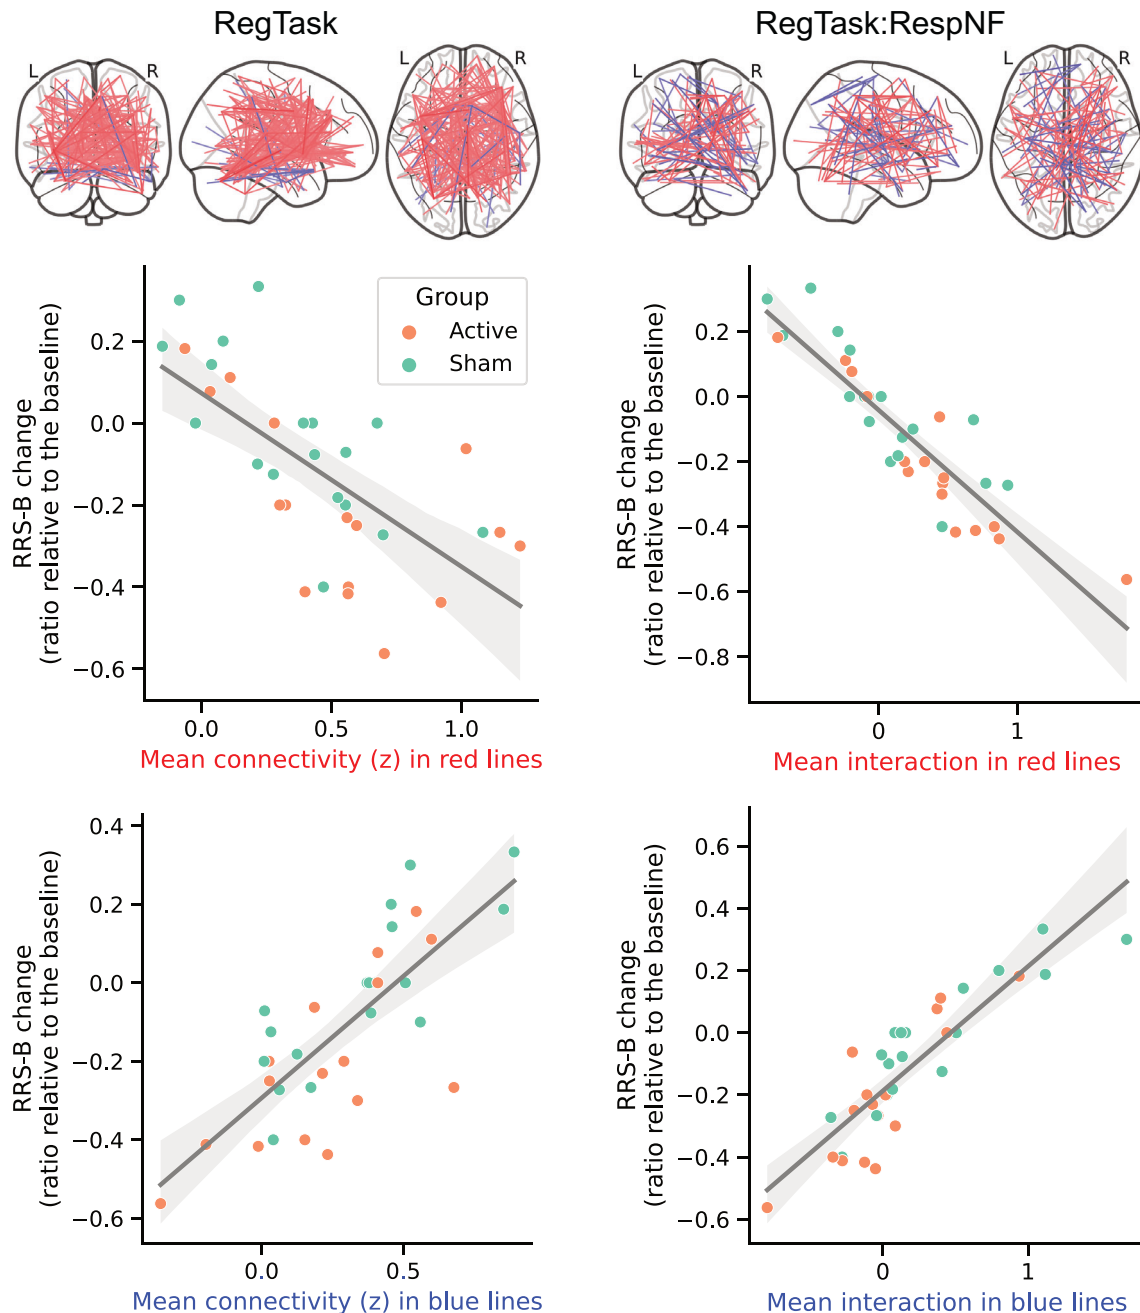 RegTask
RegTask:RespNF
L R L R
L R L R
Group
Active
Sham
RRS-B change
(ratio relative to the baseline)
0.2
0.0
−0.2
−0.4
−0.6
0.0 0.5 1.0
Mean connectivity (z) in red lines
RRS-B change
(ratio relative to the baseline)
0.2
0.0
−0.2
−0.4
−0.6
−0.8
0 1
Mean interaction in red lines
RRS-B change
(ratio relative to the baseline)
0.4
0.2
0.0
−0.2
−0.4
−0.6
0.0 0.5
Mean connectivity (z) in blue lines
RRS-B change
(ratio relative to the baseline)
0.6
0.4
0.2
0.0
−0.2
−0.4
−0.6
0 1
Mean interaction in blue lines